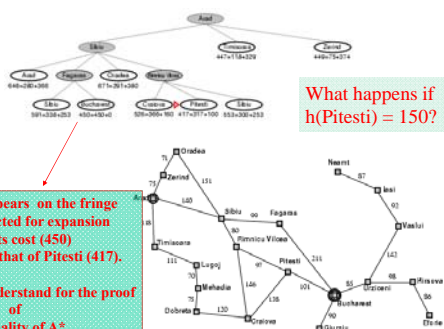 Arad
Sibiu
Timisoara
Zerind
447=118+329
449=75+374
Arad
Fagaras
Oradea
Rimnicu Vilcea
646=280+366
671=291+380
Sibiu
Bucharest
Craiova
Pitesti
Sibiu
591=338+253
450=450+0
526=366+160
417=317+100
553=300+253
What happens if
h(Pitesti) = 150?
ears on the fringe
cted for expansion
ts cost (450)
that of Pitesti (417).
derstand for the proof
of
ality of A*
Oradea
71
Zerind
151
75
Arad
140
Sibiu
99
Fagaras
118
80
Timisoara
Rimnicu Vilcea
111
Lugoj
97
Pitesti
211
70
Mehadia
146
101
75
138
Dobreta
120
Craiova
Bucharest
90
Giurgiu
85
Urziceni
98
Hirsova
86
Eforie
142
Vaslui
92
Iasi
87
Neamt